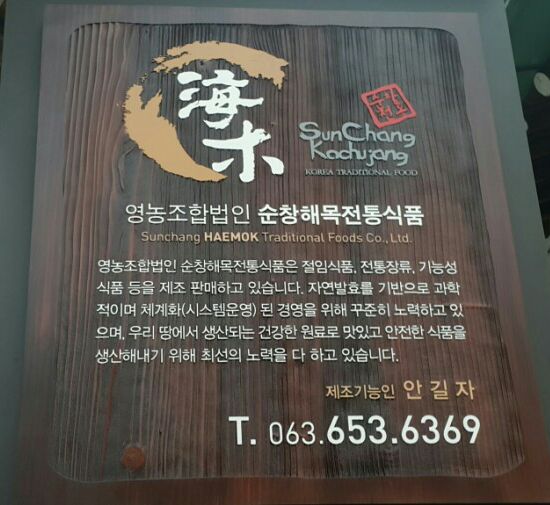 海木
SunChang
Kochujang
KOREA TRADITIONAL FOOD
영농조합법인 순창해목전통식품
Sunchang HAEMOK Traditional Foods Co., Ltd.
영농조합법인 순창해목전통식품은 절임식품, 전통장류, 기능성
식품 등을 제조 판매하고 있습니다. 자연발효를 기반으로 과학
적이며 체계화(시스템운영) 된 경영을 위해 꾸준히 노력하고 있
으며, 우리 땅에서 생산되는 건강한 원료로 맛있고 안전한 식품을
생산해내기 위해 최선의 노력을 다 하고 있습니다.
제조기능인 안길자
T. 063.653.6369